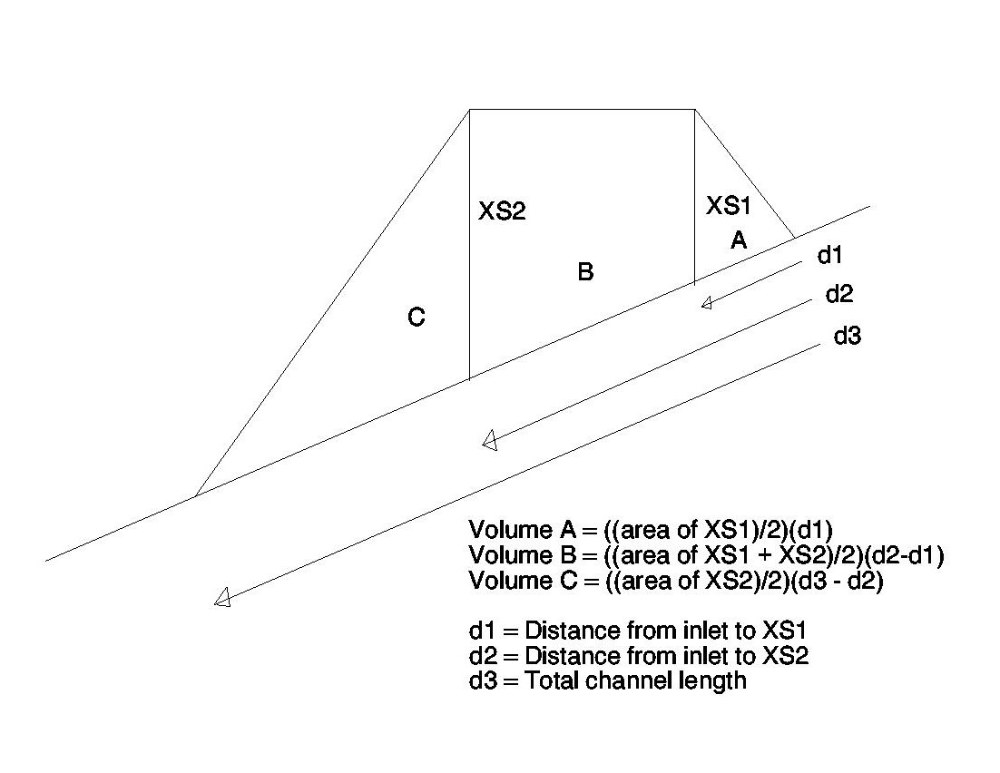 XS2
XS1
A
B
C
d1
d2
d3
Volume A = ((area of XS1)/2)(d1)
Volume B = ((area of XS1 + XS2)/2)(d2-d1)
Volume C = ((area of XS2)/2)(d3 - d2)
d1 = Distance from inlet to XS1
d2 = Distance from inlet to XS2
d3 = Total channel length